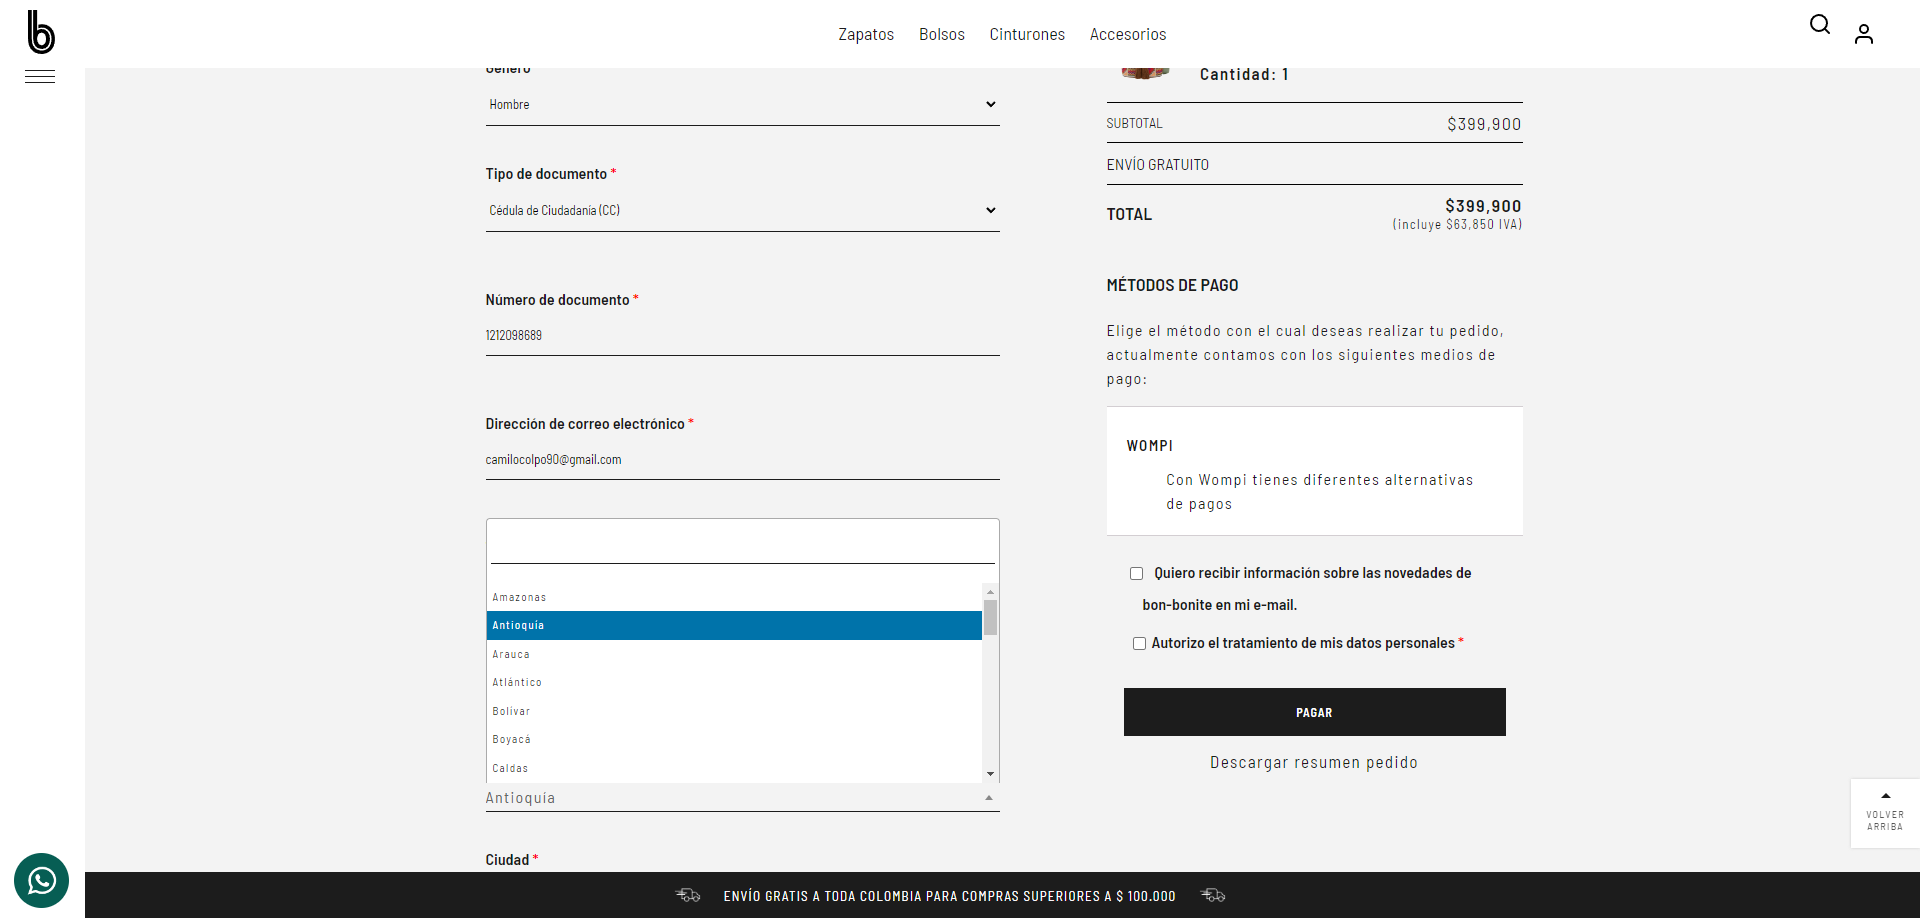 b
Zapatos Bolsos Cinturones Accesorios
Género
Hombre
Tipo de documento *
Cédula de Ciudadanía (CC)
Número de documento *
1212098689
Dirección de correo electrónico *
camilocolpo90@gmail.com
Amazonas
Antioquia
Arauca
Atlántico
Bolívar
Boyacá
Caldas
Antioquia
Ciudad *
Cantidad: 1
SUBTOTAL $399,900
ENVÍO GRATUITO
TOTAL $399,900
(incluye $63,850 IVA)
MÉTODOS DE PAGO
Elige el método con el cual deseas realizar tu pedido,
actualmente contamos con los siguientes medios de
pago:
WOMPI
Con Wompi tienes diferentes alternativas
de pagos
Quiero recibir información sobre las novedades de
bon-bonite en mi e-mail.
Autorizo el tratamiento de mis datos personales *
PAGAR
Descargar resumen pedido
VOLVER
ARRIBA
ENVÍO GRATIS A TODA COLOMBIA PARA COMPRAS SUPERIORES A $ 100.000